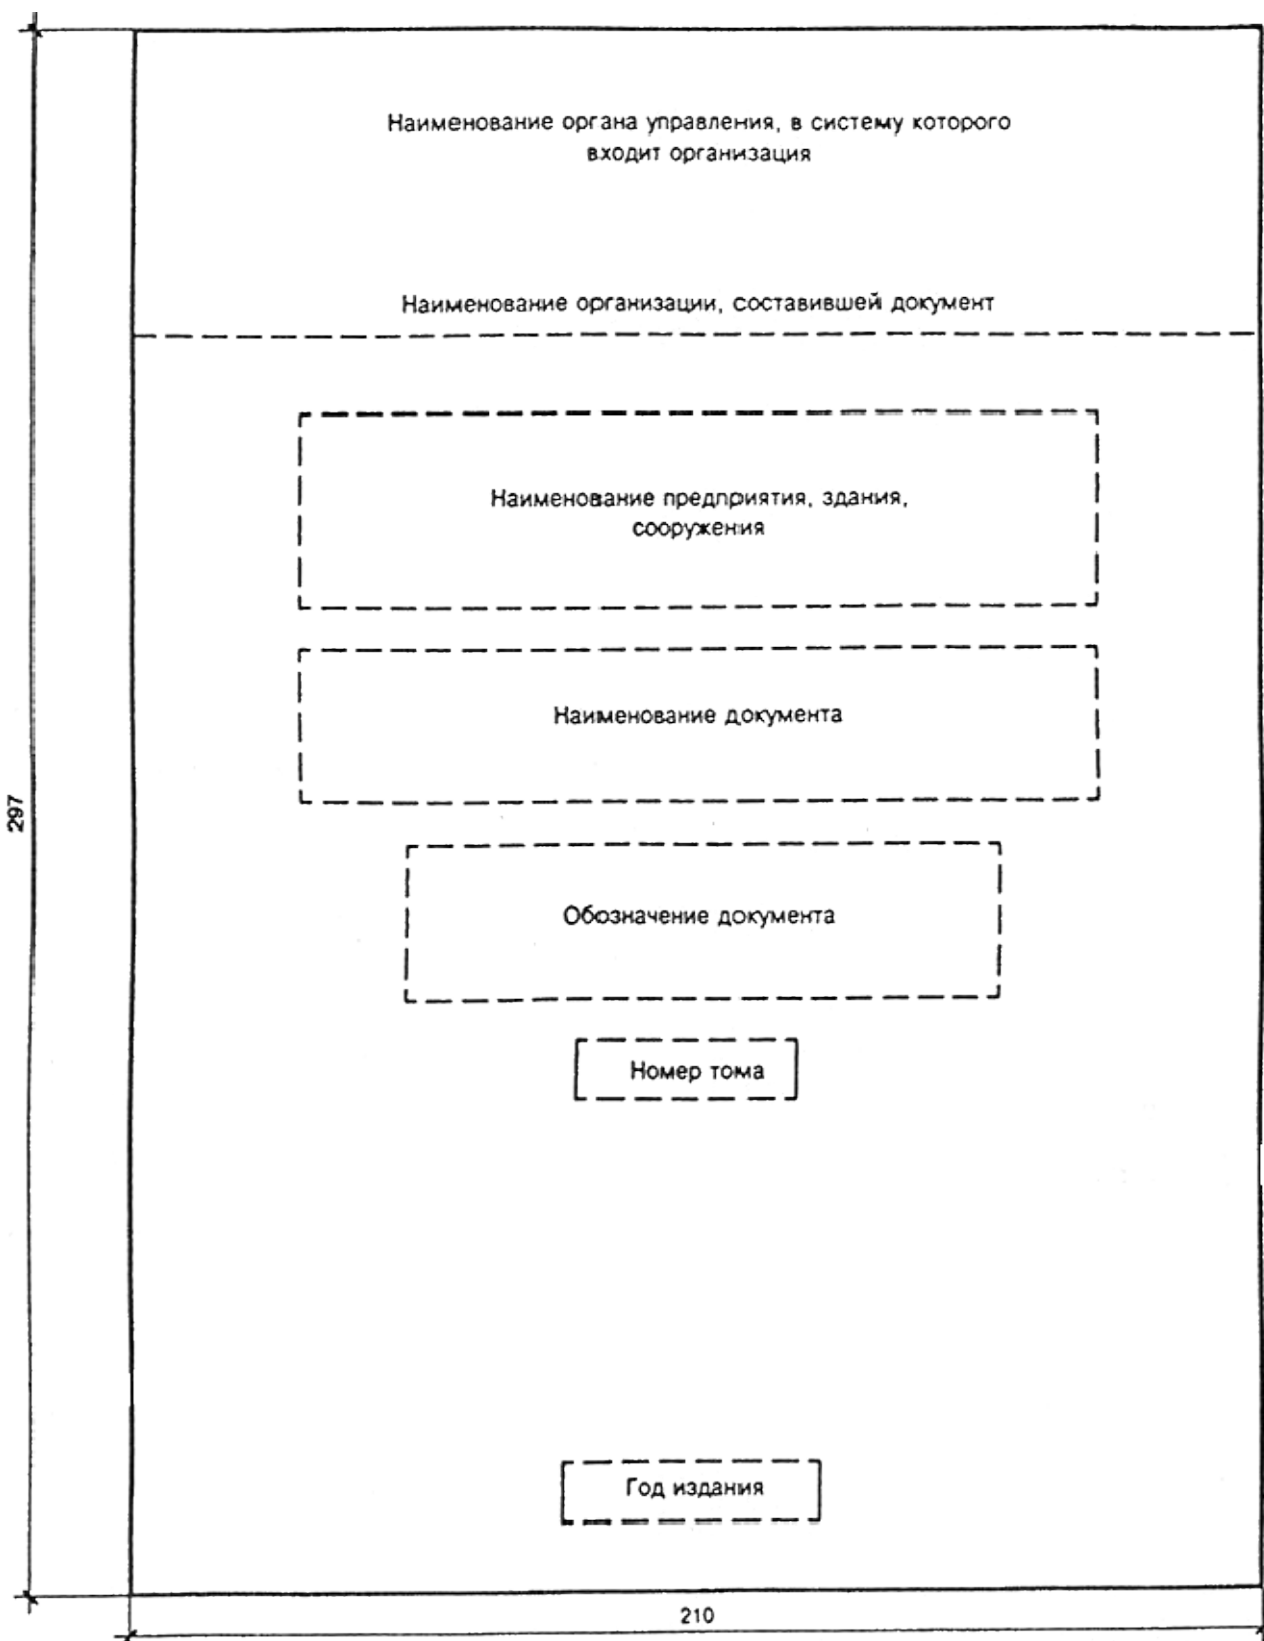 Наименование органа управления, в систему которого
входит организация
Наименование организации, составившей документ
Наименование предприятия, здания,
сооружения
Наименование документа
297
Обозначение документа
Номер тома
Год издания
210